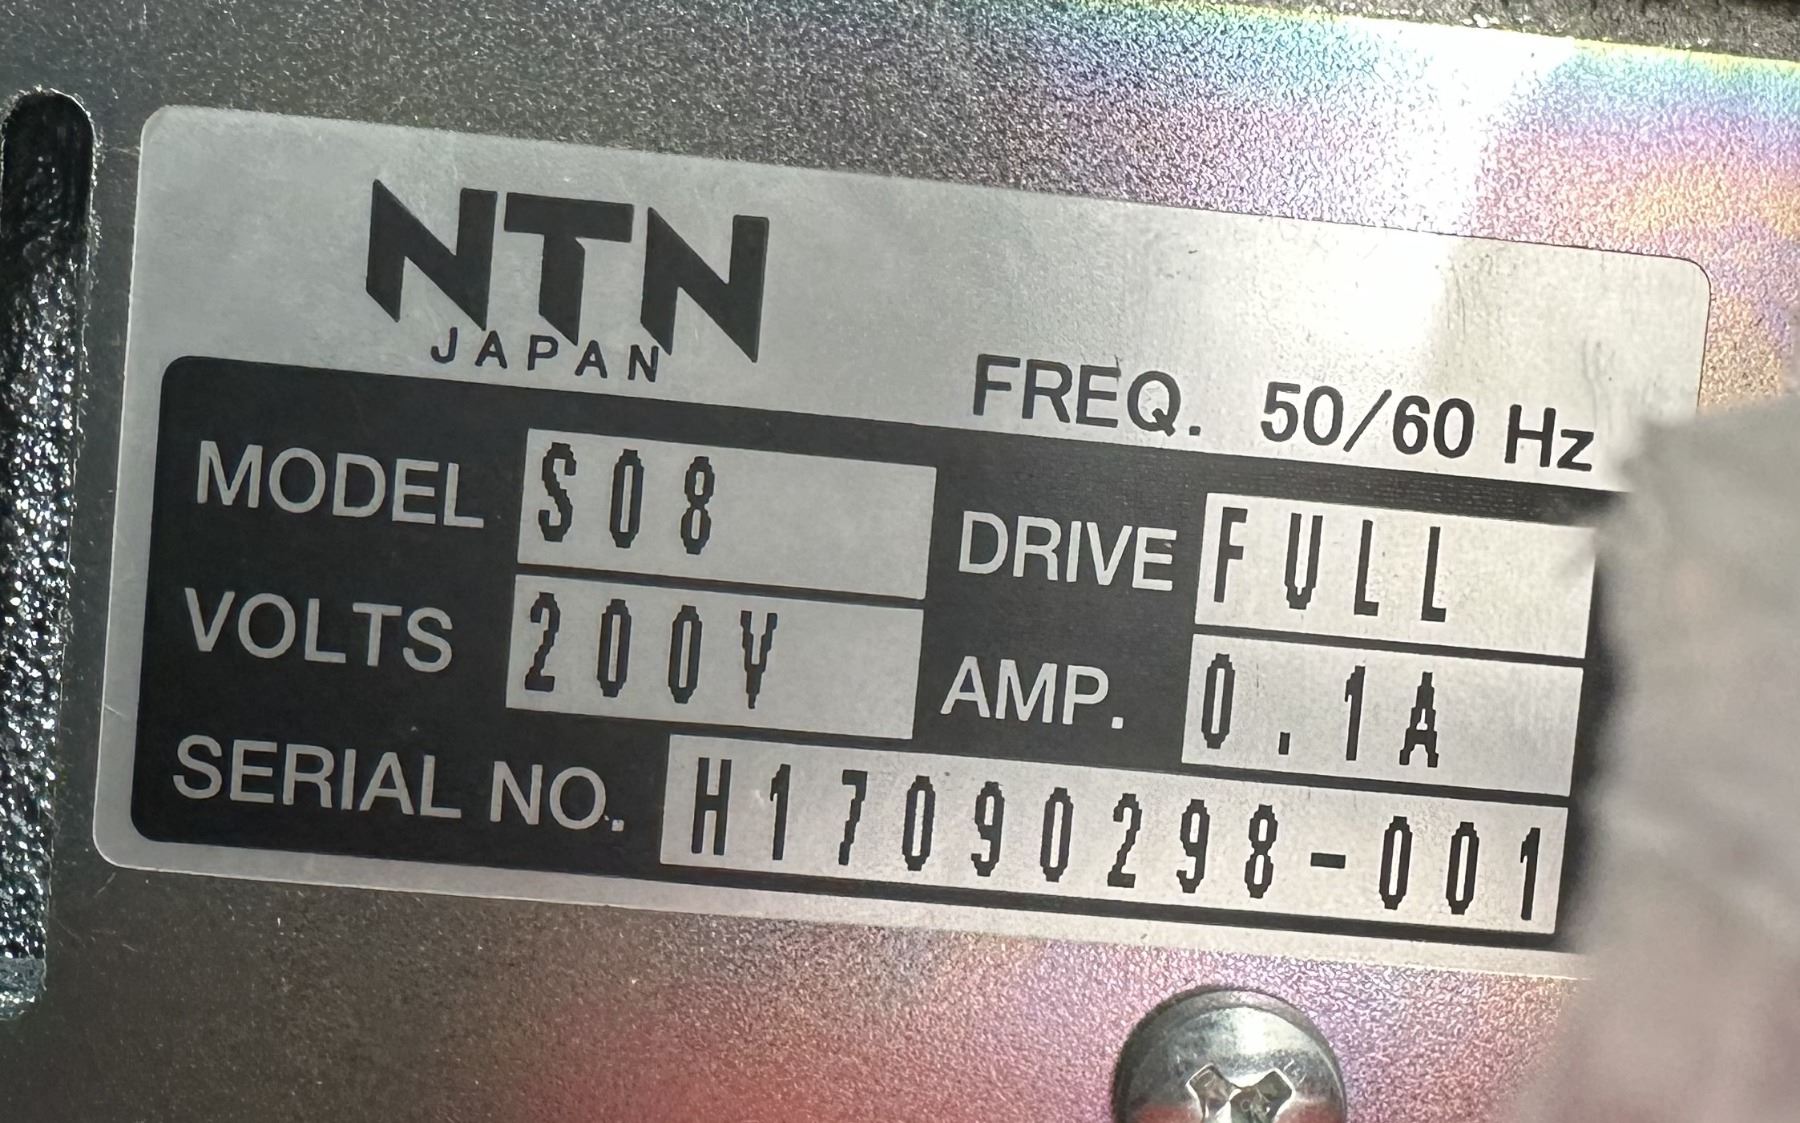 NTN
JAPAN
FREQ. 50/60 Hz
MODEL S08 DRIVE FULL
VOLTS 200V AMP. 0.1A
SERIAL NO. H17090298-001